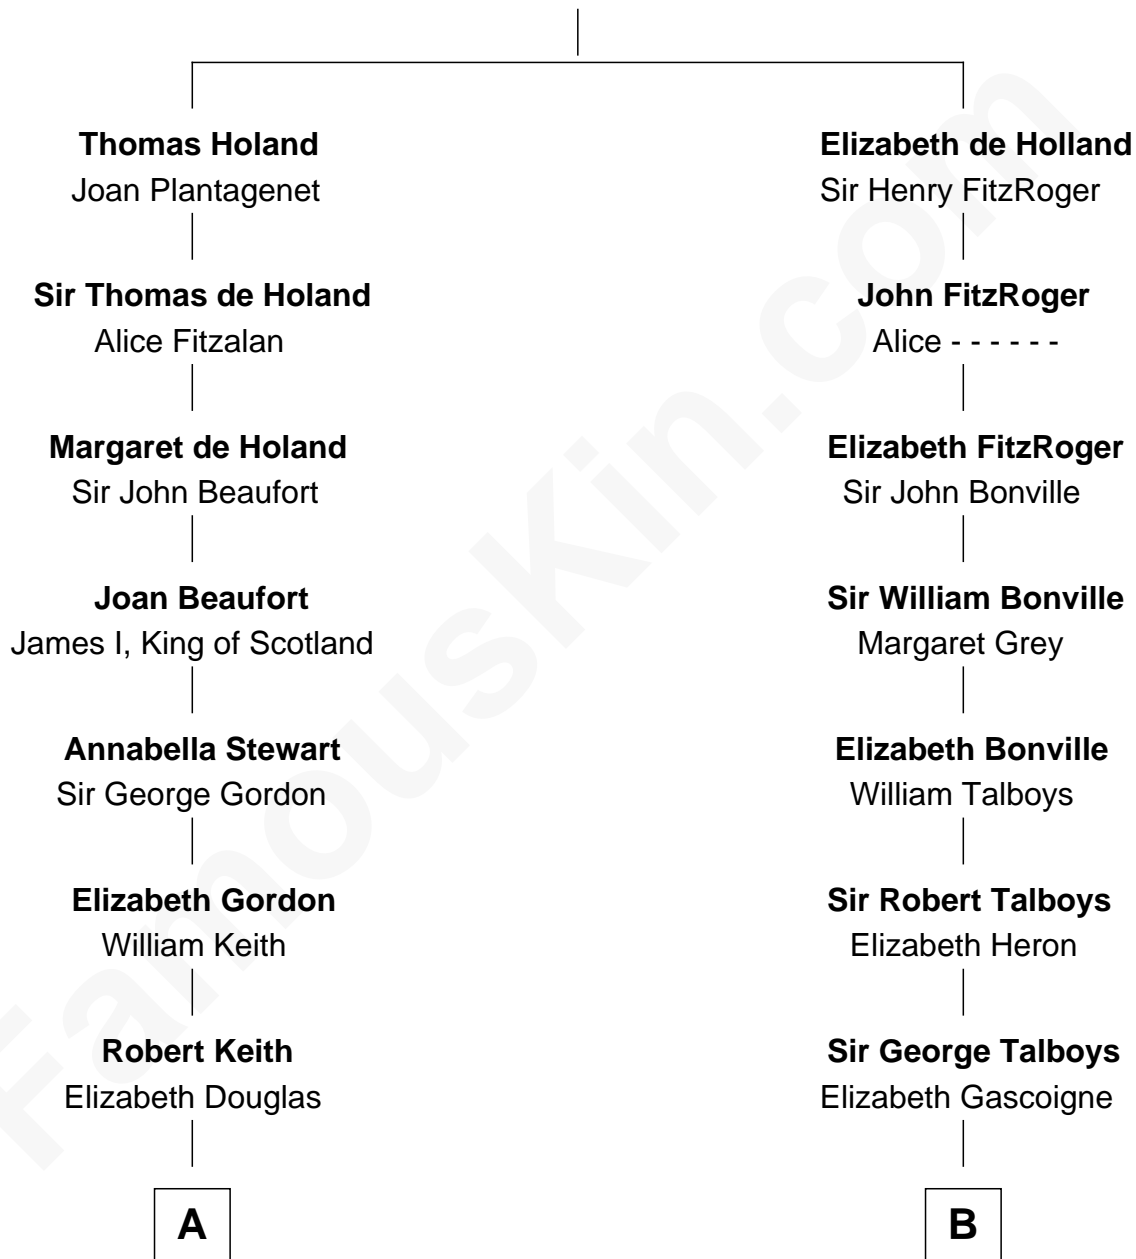 Thomas Holand
Joan Plantagenet
Sir Thomas de Holand
Alice Fitzalan
Margaret de Holand
Sir John Beaufort
Joan Beaufort
James I, King of Scotland
Annabella Stewart
Sir George Gordon
Elizabeth Gordon
William Keith
Robert Keith
Elizabeth Douglas
A
Elizabeth de Holland
Sir Henry FitzRoger
John FitzRoger
Alice - - - - - -
Elizabeth FitzRoger
Sir John Bonville
Sir William Bonville
Margaret Grey
Elizabeth Bonville
William Talboys
Sir Robert Talboys
Elizabeth Heron
Sir George Talboys
Elizabeth Gascoigne
B
FamousKin.com